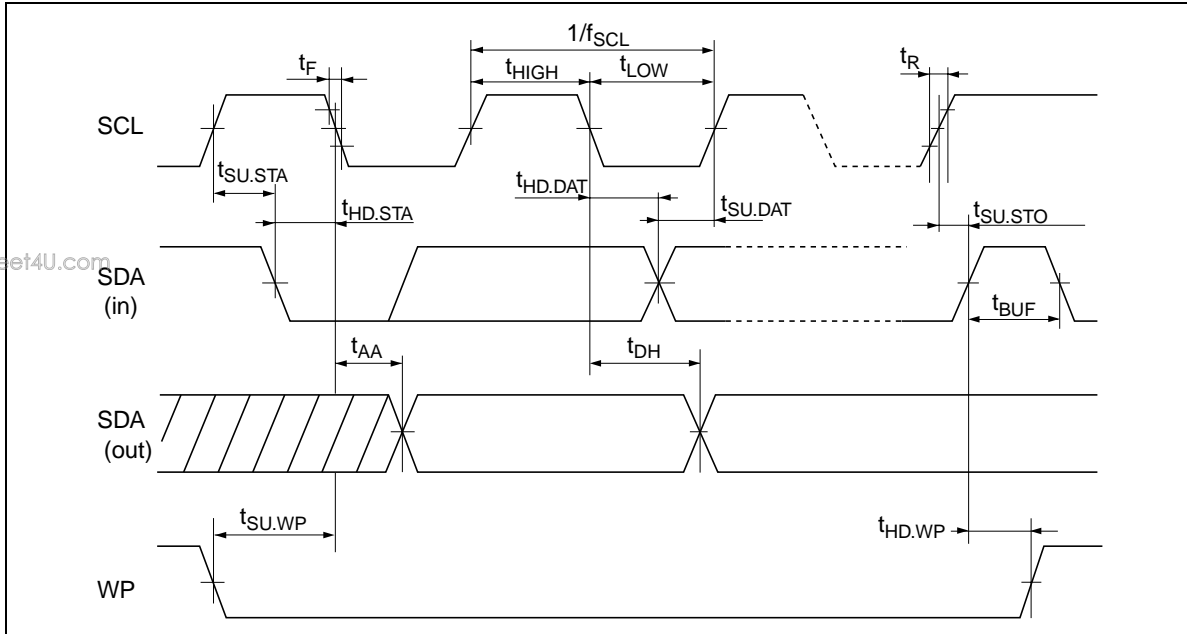 1/fSCL
tF
tHIGH
tLOW
tR
SCL
tSU.STA
tHD.STA
tHD.DAT
tSU.DAT
tSU.STO
eet4U.com
SDA
(in)
tBUF
tAA
tDH
SDA
(out)
tSU.WP
tHD.WP
WP